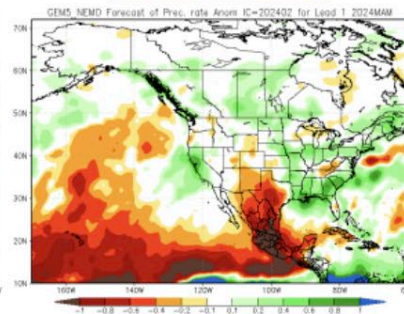 GEM5_NEMO Forecast of Prec. rate Anom IC=202402 for Lead 1 2024MAM
70N
60N
50N
40N
30N
20N
10N
160W 140W 120W 100W 80W
-1 -0.8 -0.6 -0.4 -0.2 -0.1 0.1 0.2 0.4 0.6 0.8 1